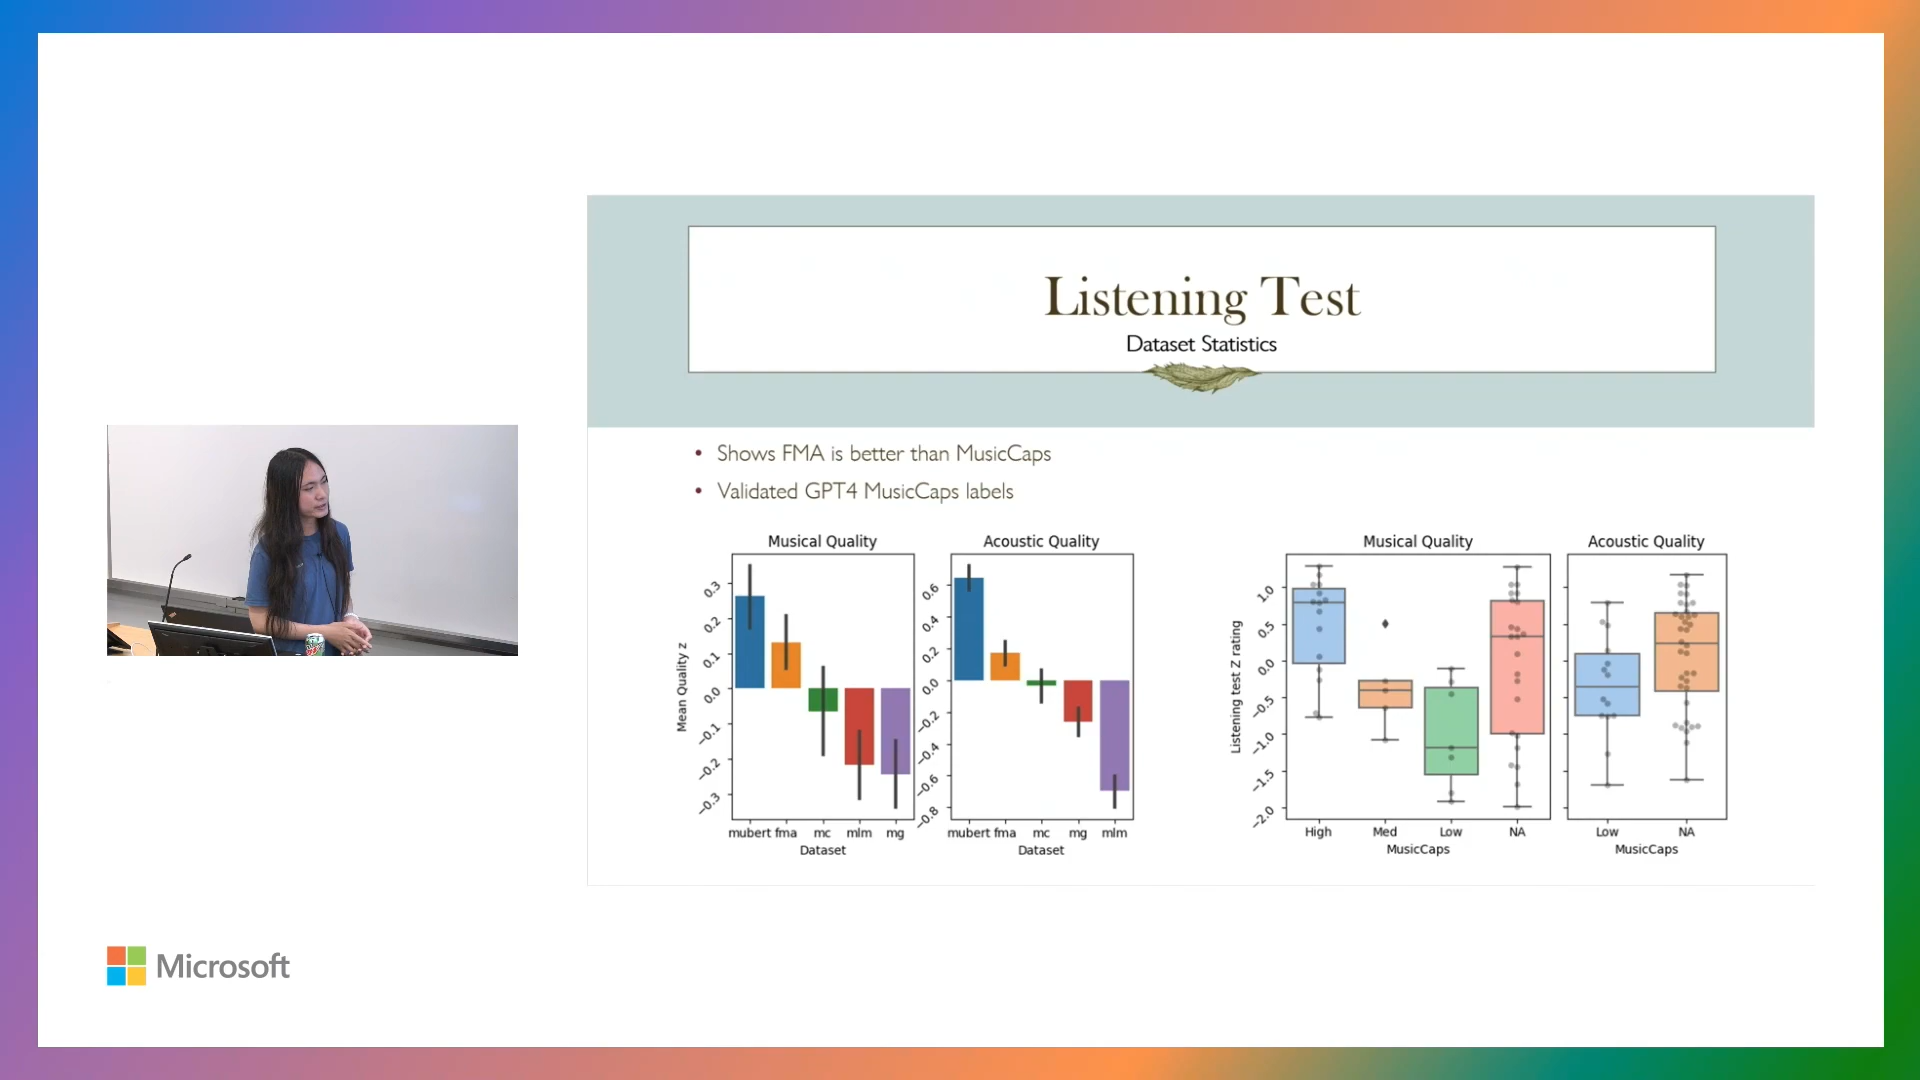 Listening Test
Dataset Statistics
• Shows FMA is better than MusicCaps
• Validated GPT4 MusicCaps labels
Musical Quality
Mean Quality z
0.3
0.2
0.1
0.0
−0.1
−0.2
−0.3
mubert fma mc mlm mg
Dataset
Acoustic Quality
0.6
0.4
0.2
0.0
−0.2
−0.4
−0.6
−0.8
mubert fma mc mg mlm
Dataset
Musical Quality
Listening test Z rating
1.0
0.5
0.0
−0.5
−1.0
−1.5
−2.0
High Med Low NA
MusicCaps
Acoustic Quality
Low NA
MusicCaps
Microsoft